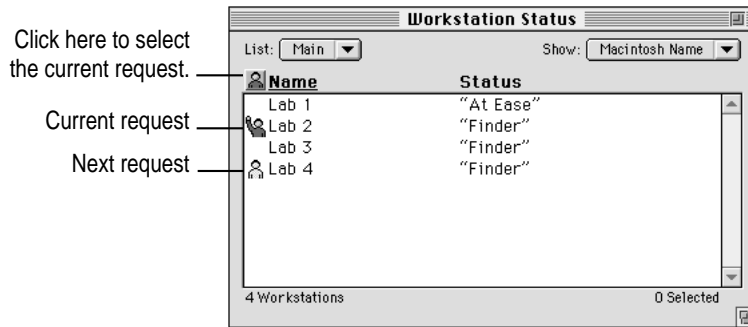 Workstation Status
Click here to select
the current request.
List: Main
Show: Macintosh Name
Name Status
Lab 1 "At Ease"
Current request
Lab 2 "Finder"
Lab 3 "Finder"
Next request
Lab 4 "Finder"
4 Workstations 0 Selected